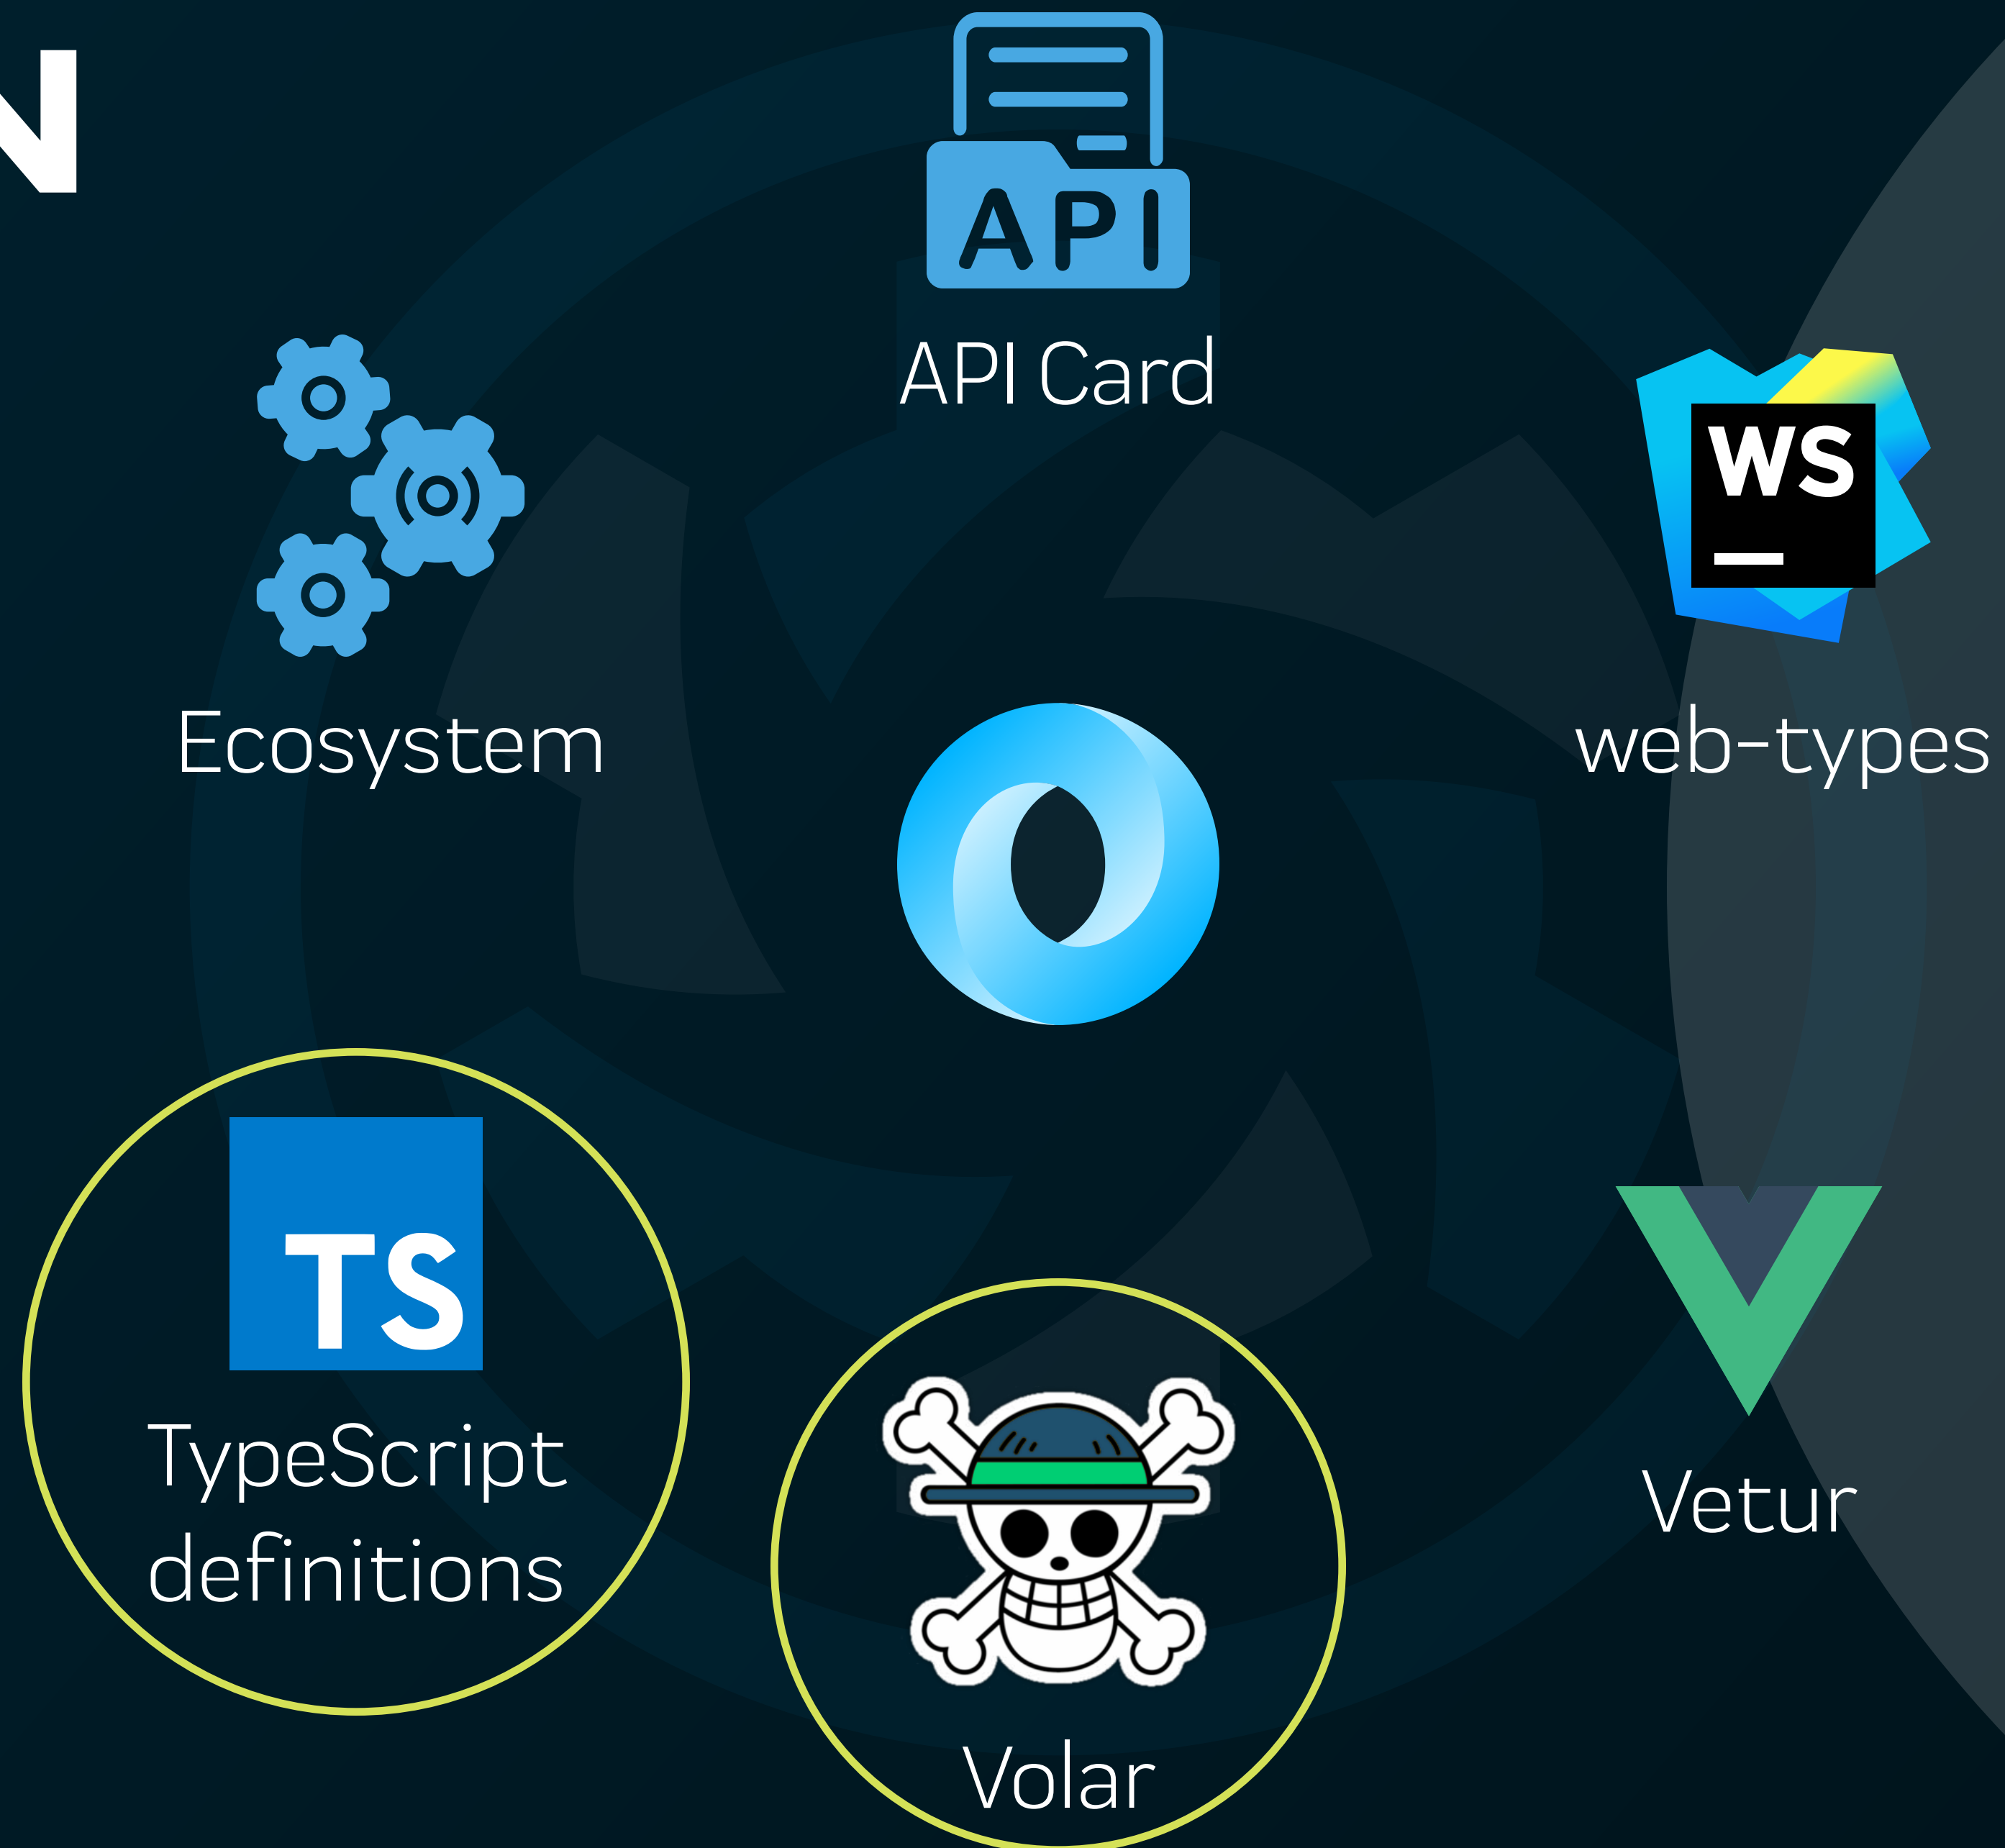 N
API
API Card
WS
Ecosystem
web-types
TS
TypeScript
definitions
Vetur
Volar